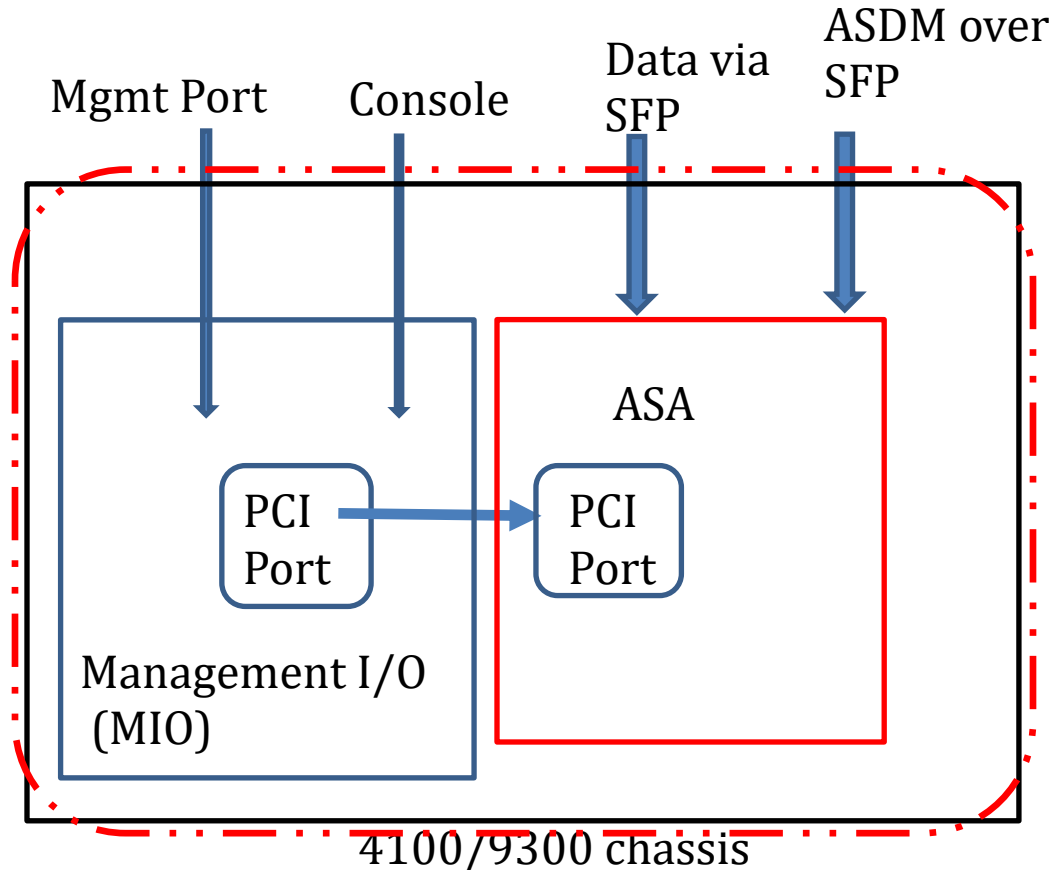 Mgmt Port
Console
Data via
SFP
ASDM over
SFP
ASA
PCI
Port
PCI
Port
Management I/O
(MIO)
4100/9300 chassis